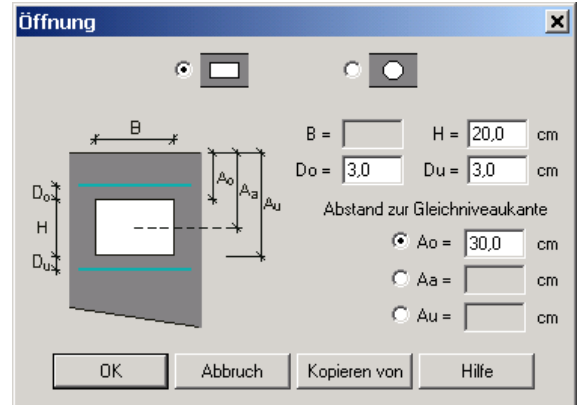 Öffnung
B = H = 20,0 cm
Do = 3,0 Du = 3,0 cm
Abstand zur Gleichniveaukante
Ao = 30,0 cm
Aa = cm
Au = cm
B
Do
H
Du
Ao
Aa
Au
OK Abbruch Kopieren von Hilfe